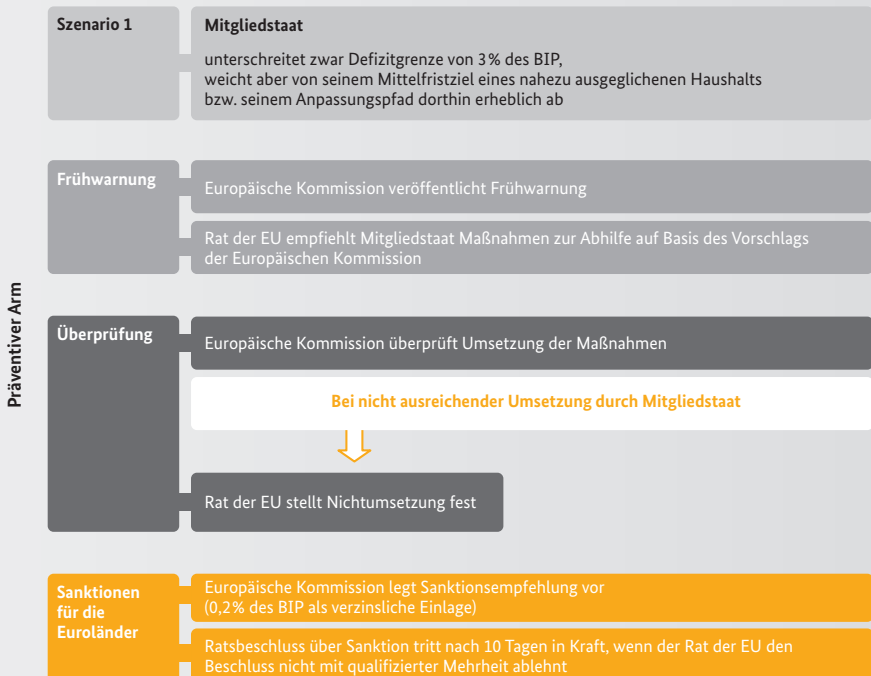 Präventiver Arm
Szenario 1
Mitgliedstaat
unterschreitet zwar Defizitgrenze von 3% des BIP,
weicht aber von seinem Mittelfristziel eines nahezu ausgeglichenen Haushalts
bzw. seinem Anpassungspfad dorthin erheblich ab
Frühwarnung
Europäische Kommission veröffentlicht Frühwarnung
Rat der EU empfiehlt Mitgliedstaat Maßnahmen zur Abhilfe auf Basis des Vorschlags
der Europäischen Kommission
Überprüfung
Europäische Kommission überprüft Umsetzung der Maßnahmen
Bei nicht ausreichender Umsetzung durch Mitgliedstaat
Rat der EU stellt Nichtumsetzung fest
Sanktionen
für die
Euroländer
Europäische Kommission legt Sanktionsempfehlung vor
(0,2% des BIP als verzinsliche Einlage)
Ratsbeschluss über Sanktion tritt nach 10 Tagen in Kraft, wenn der Rat der EU den
Beschluss nicht mit qualifizierter Mehrheit ablehnt